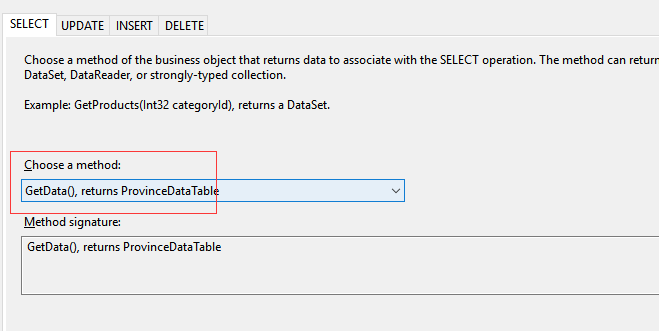 SELECT UPDATE INSERT DELETE
Choose a method of the business object that returns data to associate with the SELECT operation. The method can return
DataSet, DataReader, or strongly-typed collection.
Example: GetProducts(Int32 categoryId), returns a DataSet.
Choose a method:
GetData(), returns ProvinceDataTable
Method signature:
GetData(), returns ProvinceDataTable